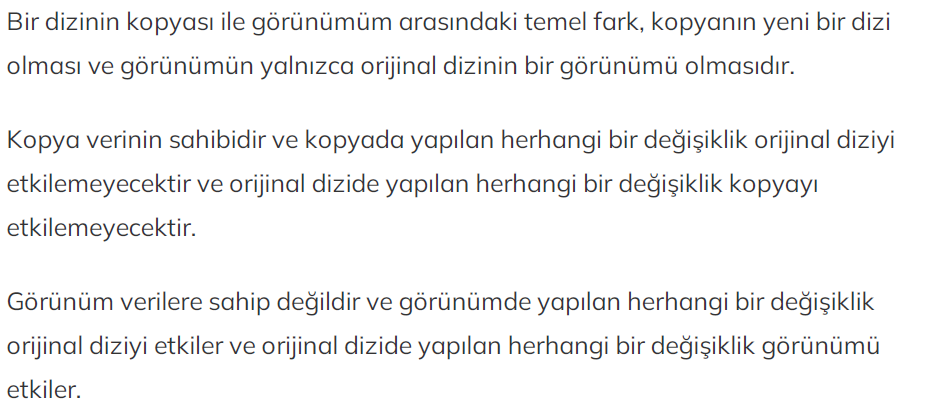 Bir dizinin kopyası ile görünümüm arasındaki temel fark, kopyanın yeni bir dizi
olması ve görünümün yalnızca orijinal dizinin bir görünümü olmasıdır.
Kopya verinin sahibidir ve kopyada yapılan herhangi bir değişiklik orijinal diziyi
etkilemeyecektir ve orijinal dizide yapılan herhangi bir değişiklik kopyayı
etkilemeyecektir.
Görünüm verilere sahip değildir ve görünümde yapılan herhangi bir değişiklik
orijinal diziyi etkiler ve orijinal dizide yapılan herhangi bir değişiklik görünümü
etkiler.